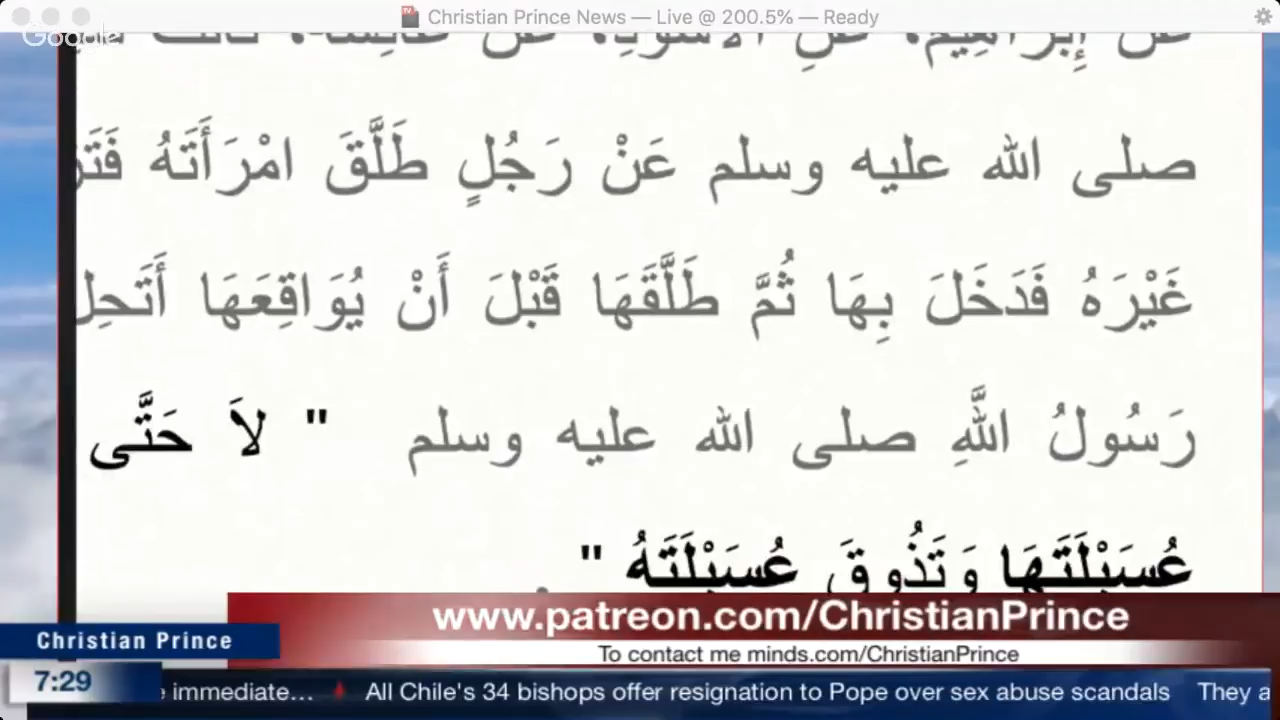 Christian Prince News — Live @ 200.5% — Ready
Google
عَنْ إِبْرَاهِيمَ، عَنِ الأَسْوَدِ، عَنْ عَائِشَةَ، قَالَتْ
صلى الله عليه وسلم عَنْ رَجُلٍ طَلَّقَ امْرَأَتَهُ
غَيْرَهُ فَدَخَلَ بِهَا ثُمَّ طَلَّقَهَا قَبْلَ أَنْ يُوَاقِعَهَا أَتَحِل
رَسُولُ اللَّهِ صلى الله عليه وسلم " لاَ حَتَّى
عُسَيْلَتَهَا وَتَذُوقَ عُسَيْلَتَهُ " .
www.patreon.com/ChristianPrince
Christian Prince
To contact me minds.com/ChristianPrince
7:29
immediate... All Chile's 34 bishops offer resignation to Pope over sex abuse scandals They a